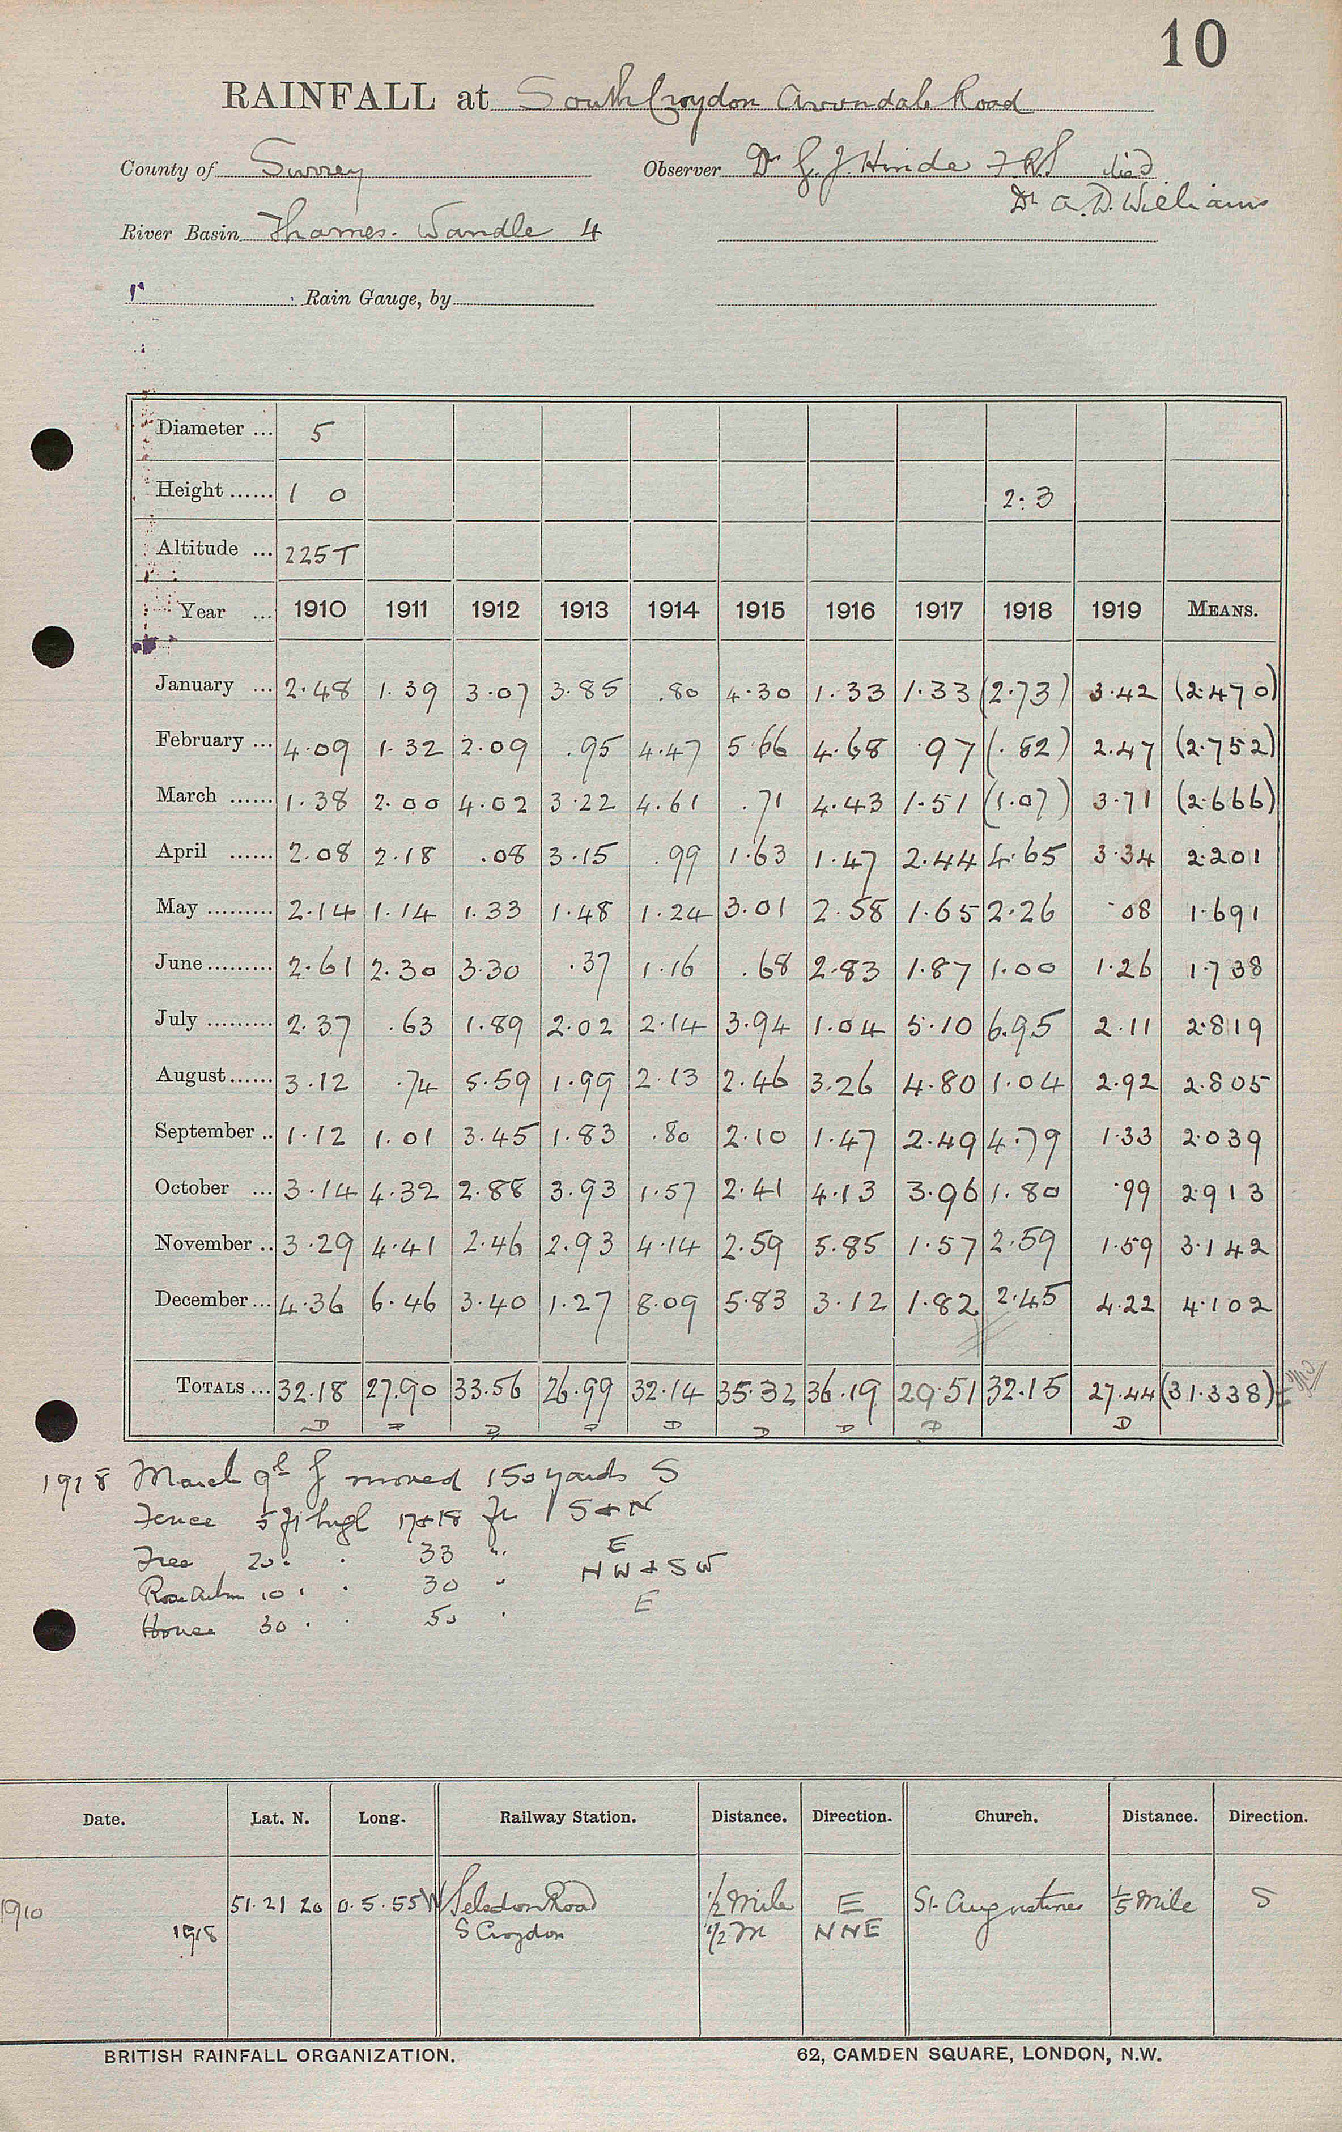 10
RAINFALL at South Croydon Avondale Road
County of Surrey Observer Dr G. J. Hinde F.R.S died
Dr A. D. Williams
River Basin Thames. Wandle 4
Rain Gauge, by
Diameter ... 5
Height ...... 1 0 2.3
Altitude ... 225T
Year ... 1910 1911 1912 1913 1914 1915 1916 1917 1918 1919 MEANS.
January ... 2.48 1.39 3.07 3.85 .80 4.30 1.33 1.33 (2.73) 3.42 (2.470)
February ... 4.09 1.32 2.09 .95 4.47 5.66 4.68 .97 (.82) 2.47 (2.752)
March ...... 1.38 2.00 4.02 3.22 4.61 .71 4.43 1.51 (1.07) 3.71 (2.666)
April ...... 2.08 2.18 .08 3.15 .99 1.63 1.47 2.44 4.65 3.34 2.201
May ......... 2.14 1.14 1.33 1.48 1.24 3.01 2.58 1.65 2.26 .08 1.691
June ......... 2.61 2.30 3.30 .37 1.16 .68 2.83 1.87 1.00 1.26 1.738
July ......... 2.37 .63 1.89 2.02 2.14 3.94 1.04 5.10 6.95 2.11 2.819
August ...... 3.12 .74 5.59 1.99 2.13 2.46 3.26 4.80 1.04 2.92 2.805
September .. 1.12 1.01 3.45 1.83 .80 2.10 1.47 2.49 4.79 1.33 2.039
October ... 3.14 4.32 2.88 3.93 1.57 2.41 4.13 3.96 1.80 .99 2.913
November .. 3.29 4.41 2.46 2.93 4.14 2.59 5.85 1.57 2.59 1.59 3.142
December ... 4.36 6.46 3.40 1.27 8.09 5.83 3.12 1.82 2.45 4.22 4.102
TOTALS ... 32.18 27.90 33.56 26.99 32.14 35.32 36.19 29.51 32.15 27.44 (31.338)
1918 March 9th G moved 150 yards S
Fence 5 ft high 17 & 18 ft S & N
Tree 20 . . 33 " E
10 . . 30 " NW & SW
House 30 . . 50 . E
Date. Lat. N. Long. Railway Station. Distance. Direction. Church. Distance. Direction.
1910 51.21 20 0.5.55W Selsdon Road 1/2 Mile E St. Augustines 1/5 Mile S
1918 S Croydon 1/2 m NNE
BRITISH RAINFALL ORGANIZATION. 62, CAMDEN SQUARE, LONDON, N.W.